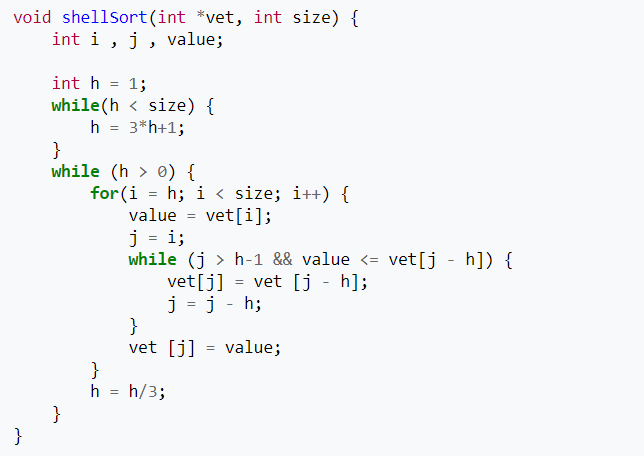 void shellSort(int *vet, int size) {
    int i , j , value;

    int h = 1;
    while(h < size) {
        h = 3*h+1;
    }
    while (h > 0) {
        for(i = h; i < size; i++) {
            value = vet[i];
            j = i;
            while (j > h-1 && value <= vet[j - h]) {
                vet[j] = vet [j - h];
                j = j - h;
            }
            vet [j] = value;
        }
        h = h/3;
    }
}